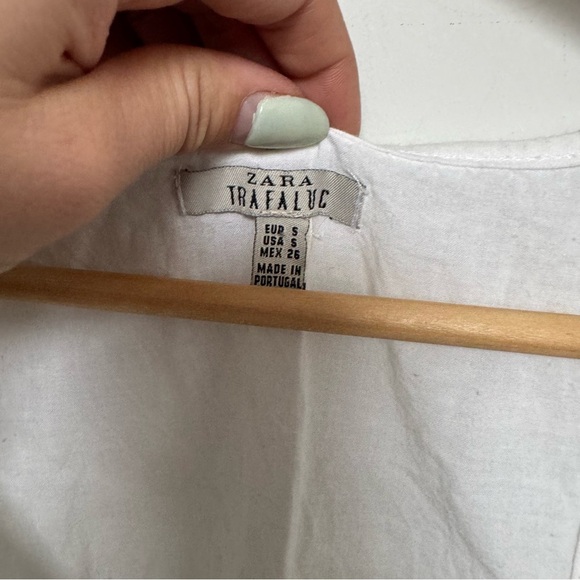 ZARA
TRAFALUC
EUR S
USA S
MEX 26
MADE IN
PORTUGAL